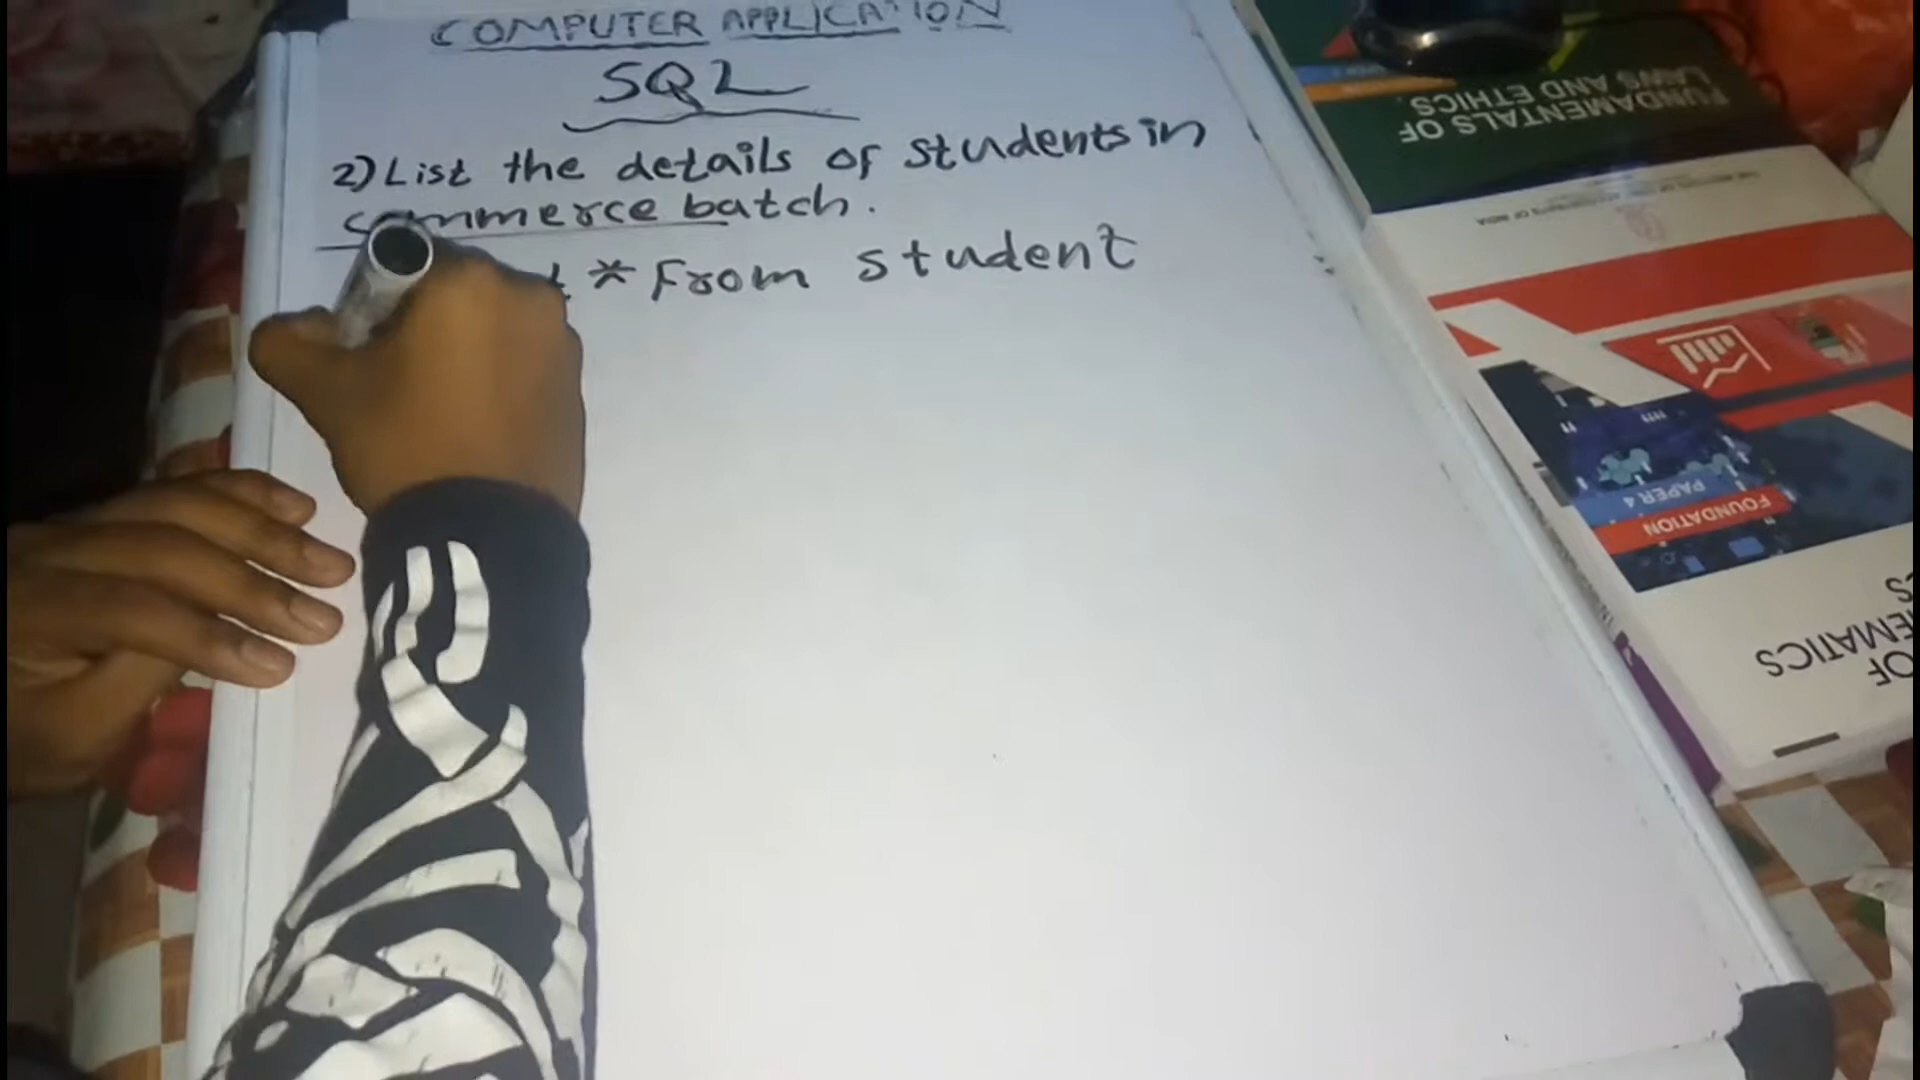 COMPUTER APPLICATION
SQL
2) List the details of students in
commerce batch.
* From student
FUNDAMENTALS OF
LAWS AND ETHICS
FOUNDATION
PAPER 4
OF